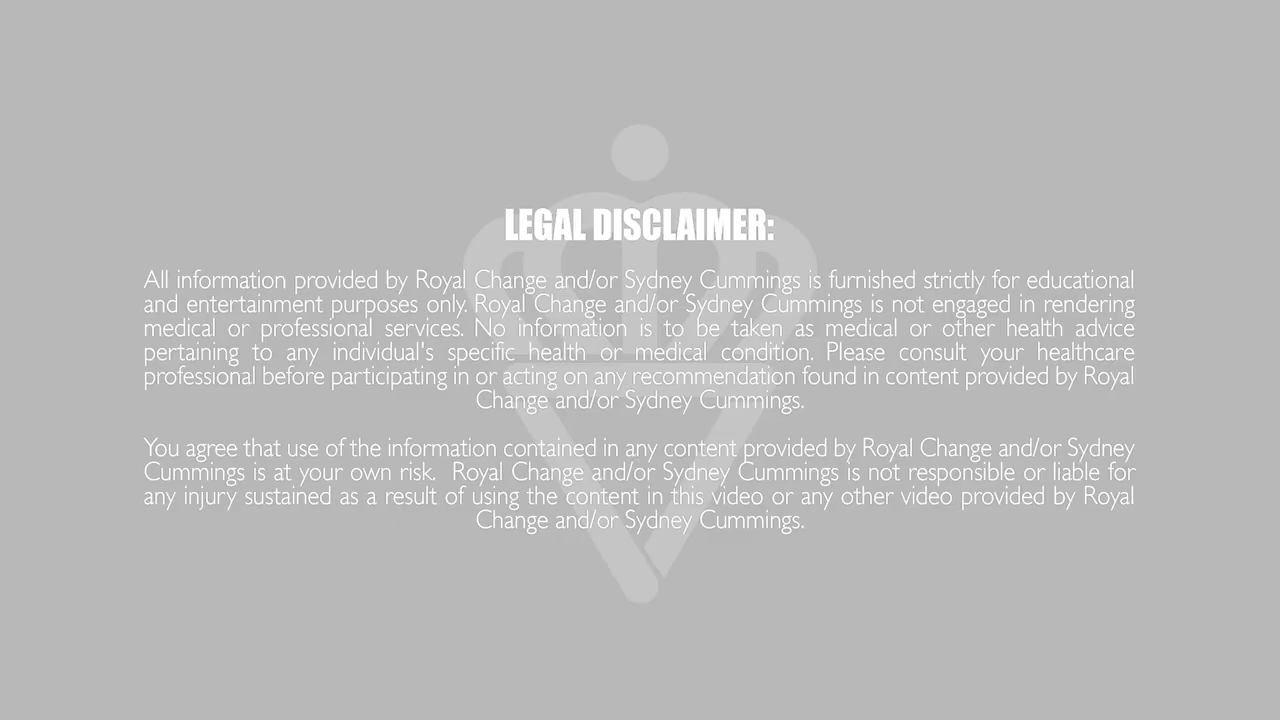 LEGAL DISCLAIMER:
All information provided by Royal Change and/or Sydney Cummings is furnished strictly for educational
and entertainment purposes only. Royal Change and/or Sydney Cummings is not engaged in rendering
medical or professional services. No information is to be taken as medical or other health advice
pertaining to any individual's specific health or medical condition. Please consult your healthcare
professional before participating in or acting on any recommendation found in content provided by Royal
Change and/or Sydney Cummings.
You agree that use of the information contained in any content provided by Royal Change and/or Sydney
Cummings is at your own risk. Royal Change and/or Sydney Cummings is not responsible or liable for
any injury sustained as a result of using the content in this video or any other video provided by Royal
Change and/or Sydney Cummings.